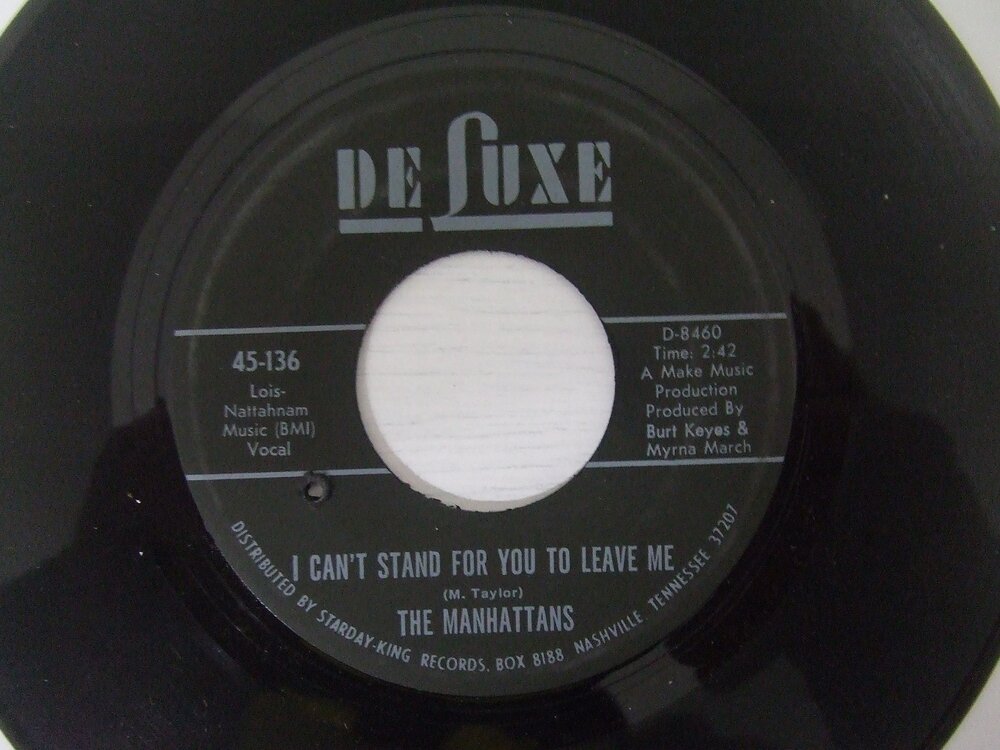 DE LUXE
45-136
Lois-
Nattahnam
Music (BMI)
Vocal
D-8460
Time: 2:42
A Make Music
Production
Produced By
Burt Keyes &
Myrna March
I CAN'T STAND FOR YOU TO LEAVE ME
(M. Taylor)
THE MANHATTANS
DISTRIBUTED BY STARDAY-KING RECORDS, BOX 8188 NASHVILLE TENNESSEE 37207